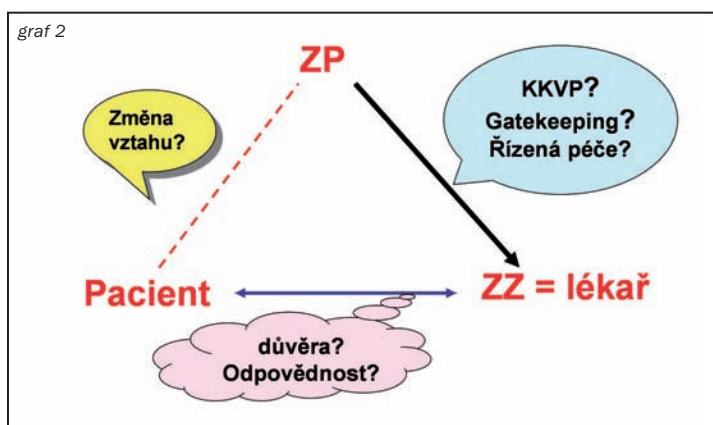 graf 2
ZP
Změna
vztahu?
KKVP?
Gatekeeping?
Řízená péče?
Pacient
ZZ = lékař
důvěra?
Odpovědnost?